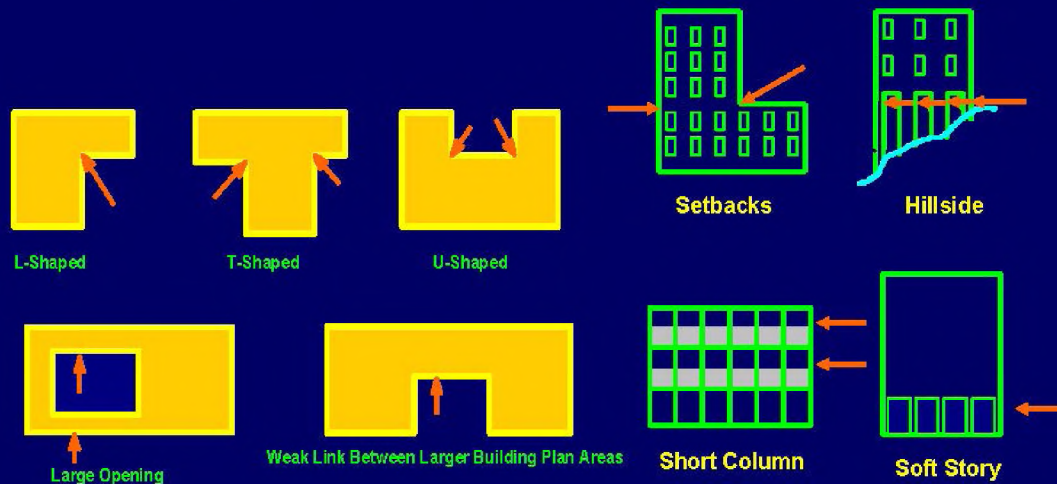 Setbacks
Hillside
L-Shaped
T-Shaped
U-Shaped
Large Opening
Weak Link Between Larger Building Plan Areas
Short Column
Soft Story